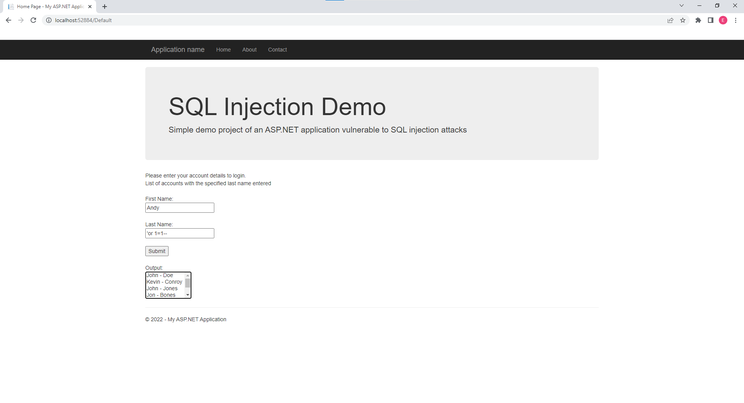 Home Page - My ASP.NET Applic
localhost:52884/Default
E
Application name Home About Contact
SQL Injection Demo
Simple demo project of an ASP.NET application vulnerable to SQL injection attacks
Please enter your account details to login.
List of accounts with the specified last name entered
First Name:
Andy
Last Name:
'or 1=1--
Submit
Output:
John - Doe
Kevin - Conroy
John - Jones
Jon - Bones
© 2022 - My ASP.NET Application